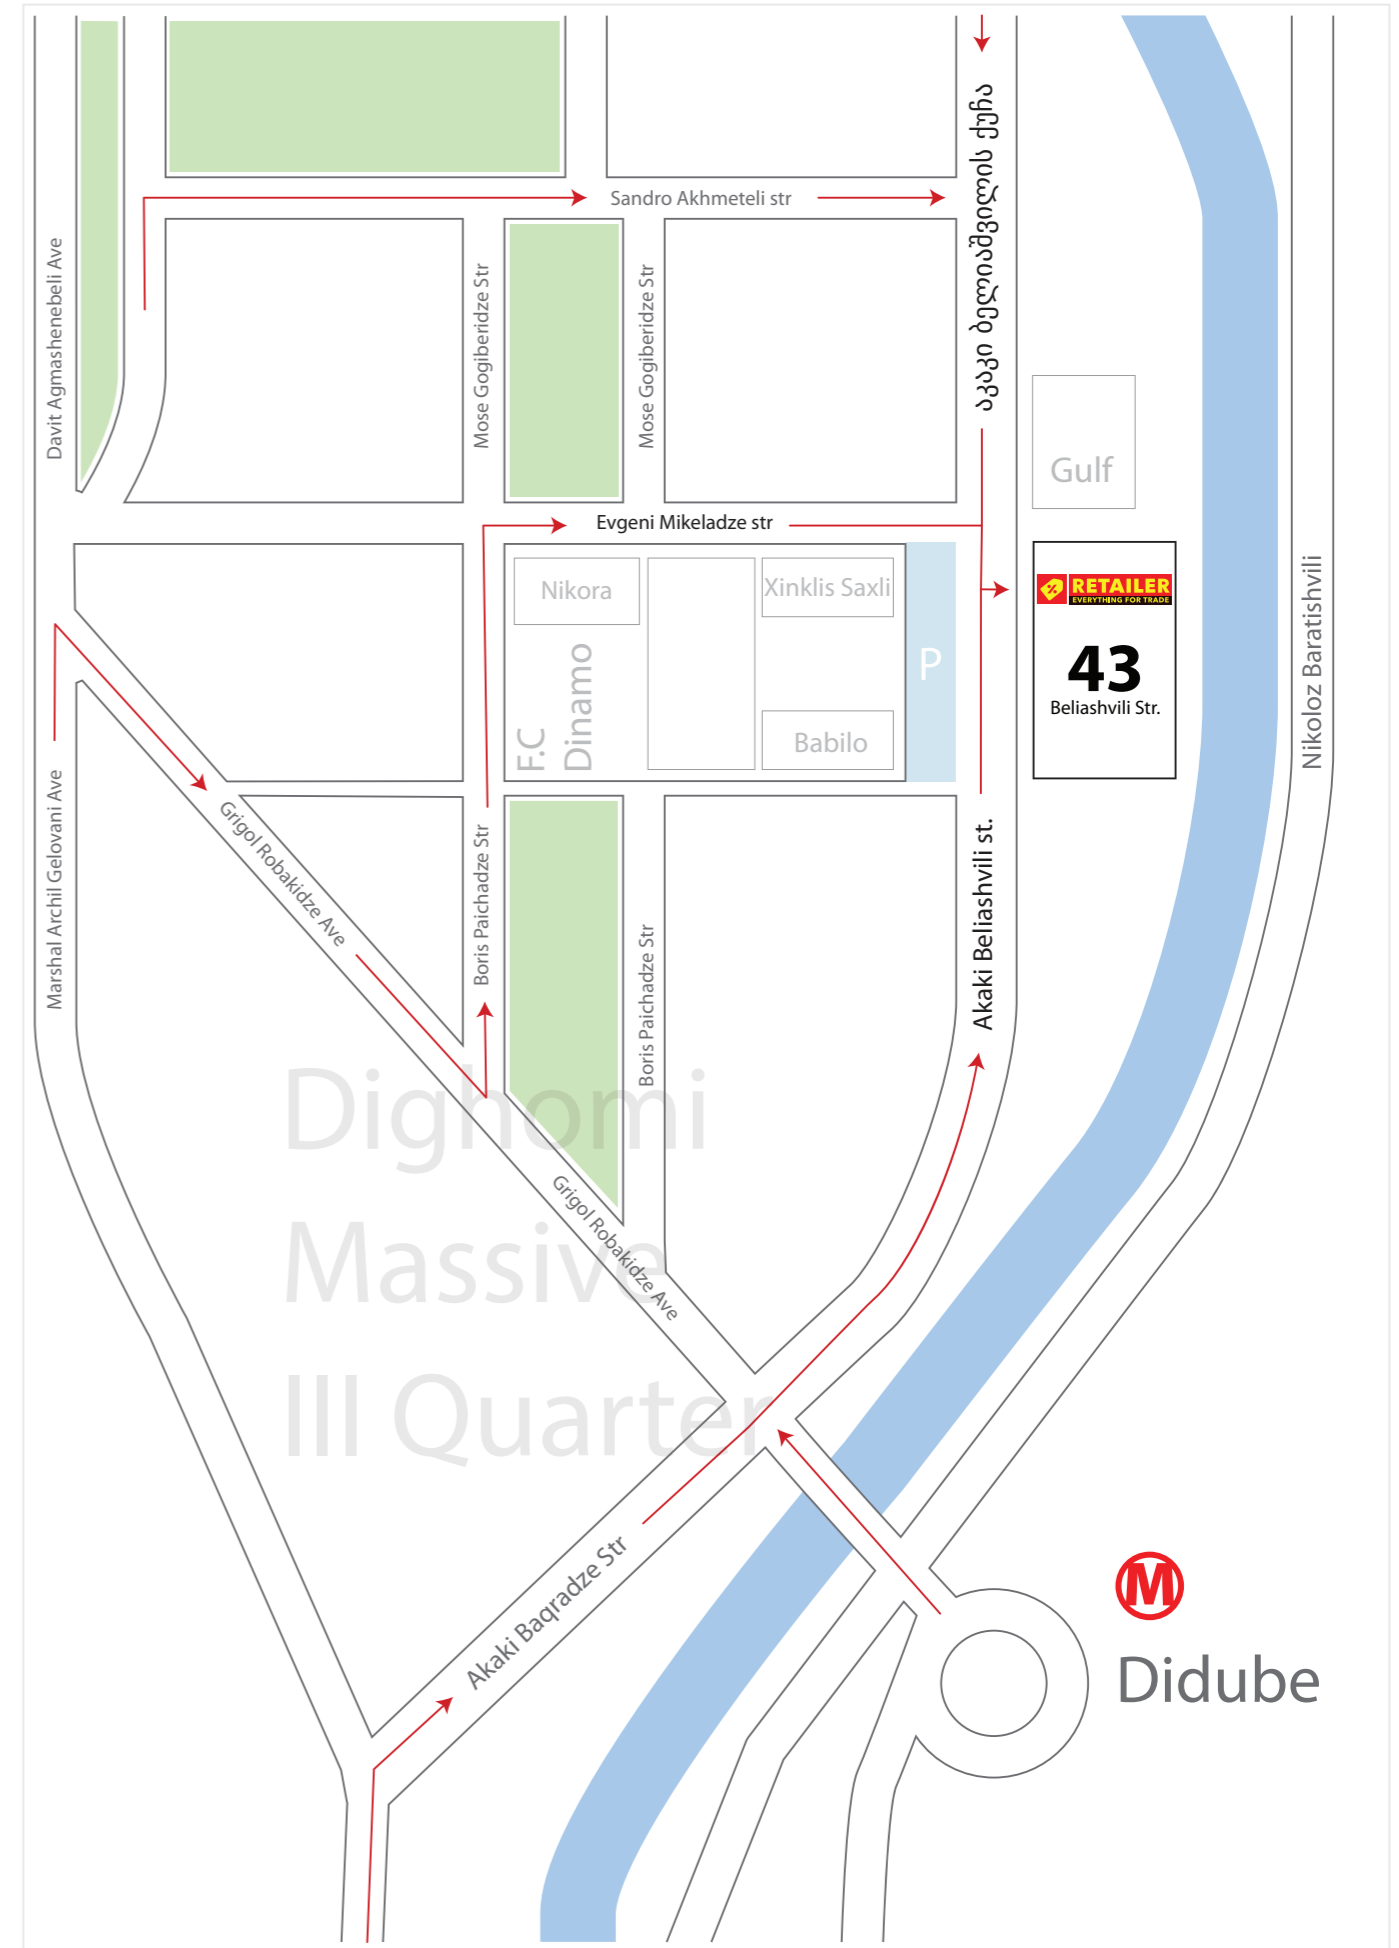 აკაკი ბელიაშვილის ქუჩა
Sandro Akhmeteli str
Davit Agmashenebeli Ave
Mose Gogiberidze Str
Mose Gogiberidze Str
Gulf
Evgeni Mikeladze str
Nikora
Xinklis Saxli
%
RETAILER
EVERYTHING FOR TRADE
43
Beliashvili Str.
P
F.C
Dinamo
Babilo
Nikoloz Baratishvili
Marshal Archil Gelovani Ave
Grigol Robakidze Ave
Boris Paichadze Str
Boris Paichadze Str
Akaki Beliashvili st.
Dighomi
Massive
III Quarter
Grigol Robakidze Ave
Akaki Baqradze Str
M
Didube